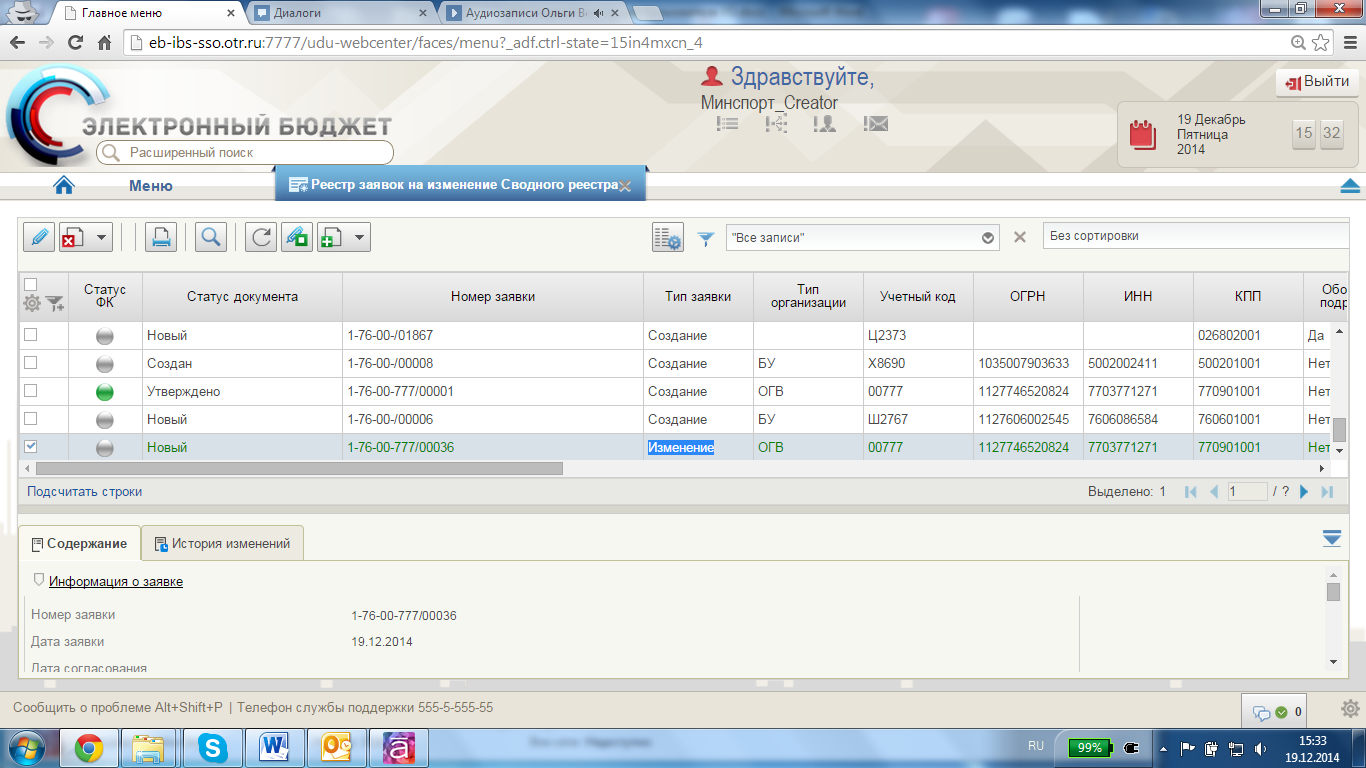 Главное меню
Диалоги
Аудиозаписи Ольги В
eb-ibs-sso.otr.ru:7777/udu-webcenter/faces/menu?_adf.ctrl-state=15in4mxcn_4
ЭЛЕКТРОННЫЙ БЮДЖЕТ
Расширенный поиск
Здравствуйте,
Минспорт_Creator
Выйти
19 Декабрь
Пятница
2014
15 32
Меню
Реестр заявок на изменение Сводного реестра
"Все записи"
Без сортировки
Статус ФК Статус документа Номер заявки Тип заявки Тип организации Учетный код ОГРН ИНН КПП Обо подр
Новый 1-76-00-/01867 Создание Ц2373 026802001 Да
Создан 1-76-00-/00008 Создание БУ Х8690 1035007903633 5002002411 500201001 Нет
Утверждено 1-76-00-777/00001 Создание ОГВ 00777 1127746520824 7703771271 770901001 Нет
Новый 1-76-00-/00006 Создание БУ Ш2767 1127606002545 7606086584 760601001 Нет
Новый 1-76-00-777/00036 Изменение ОГВ 00777 1127746520824 7703771271 770901001 Нет
Подсчитать строки
Выделено: 1
1 / ?
Содержание
История изменений
Информация о заявке
Номер заявки 1-76-00-777/00036
Дата заявки 19.12.2014
Дата согласования
Сообщить о проблеме Alt+Shift+P | Телефон службы поддержки 555-5-555-55
0
RU
99%
15:33
19.12.2014